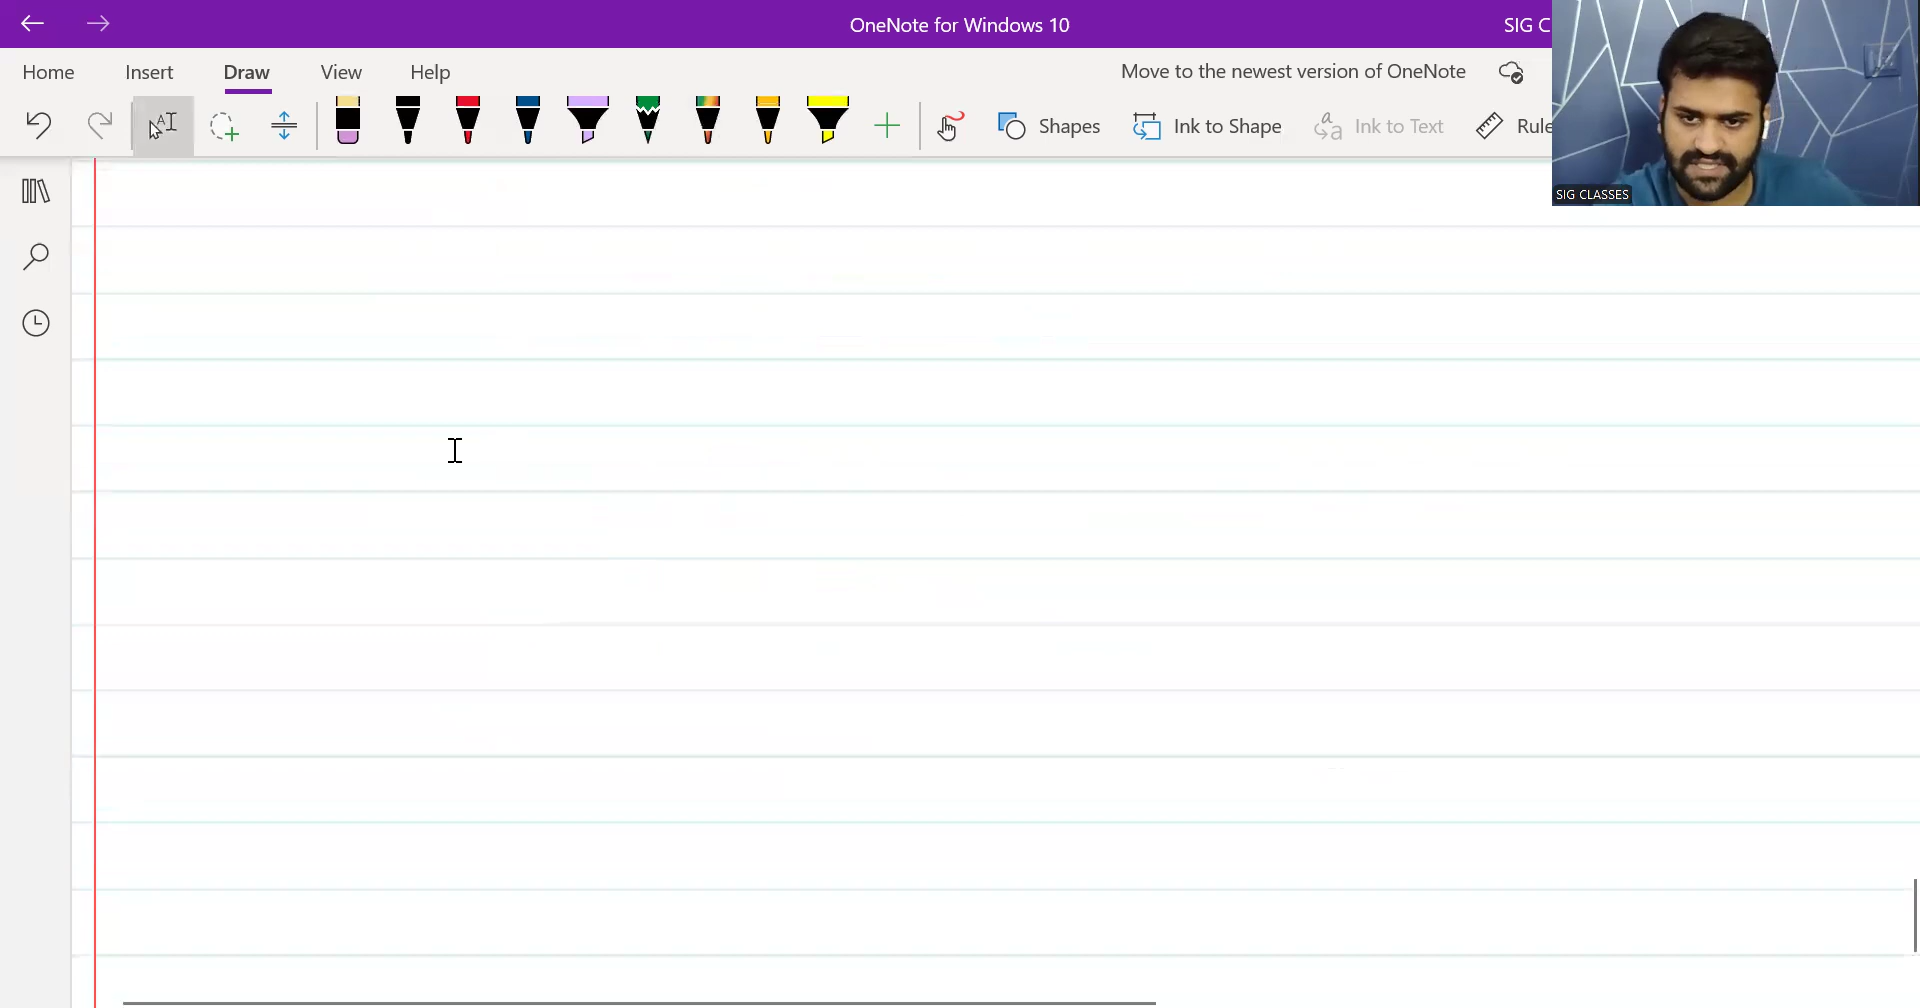 OneNote for Windows 10
SIG C
Home
Insert
Draw
View
Help
Move to the newest version of OneNote
Shapes
Ink to Shape
Ink to Text
Rule
SIG CLASSES